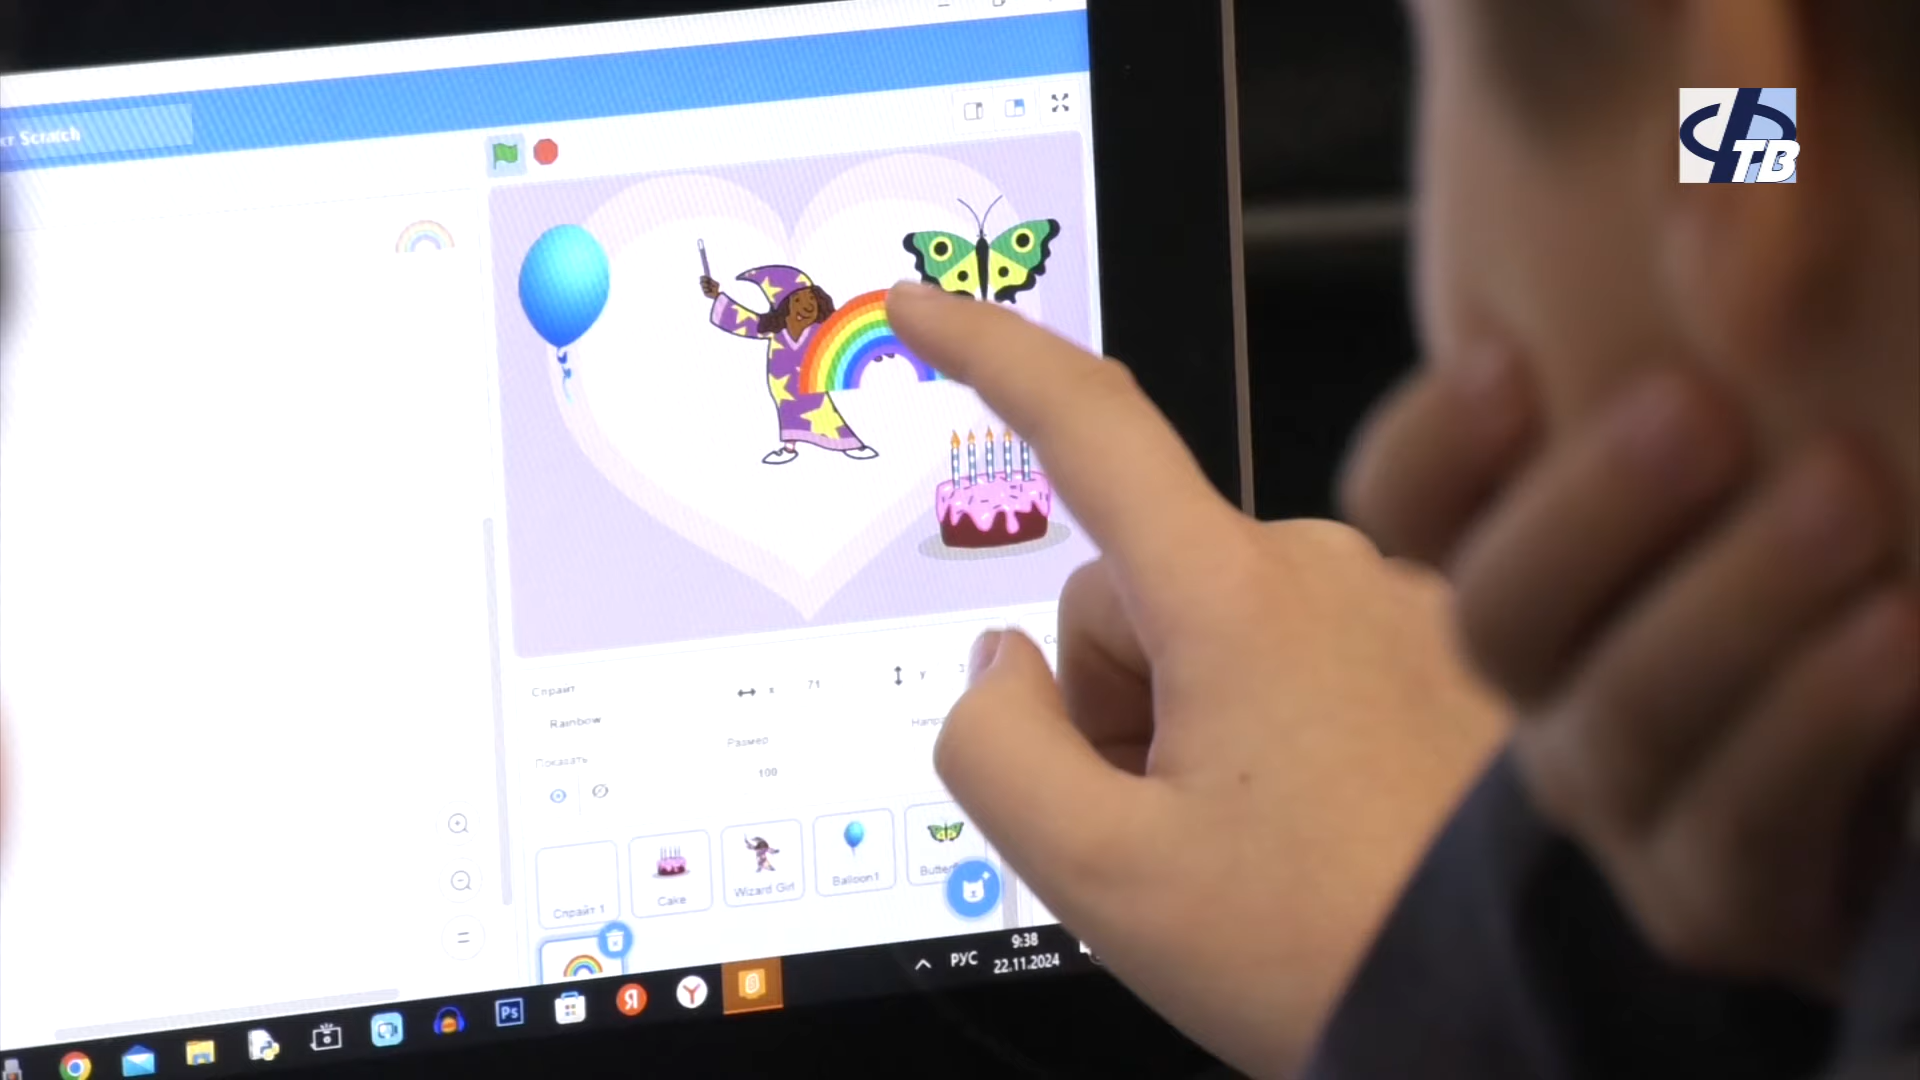 Scratch
ТВ
Спрайт
x
71
y
Rainbow
Показать
Размер
100
Спрайт 1
Cake
Wizard Girl
Balloon1
РУС
9:38
22.11.2024
Ps
Я
Y